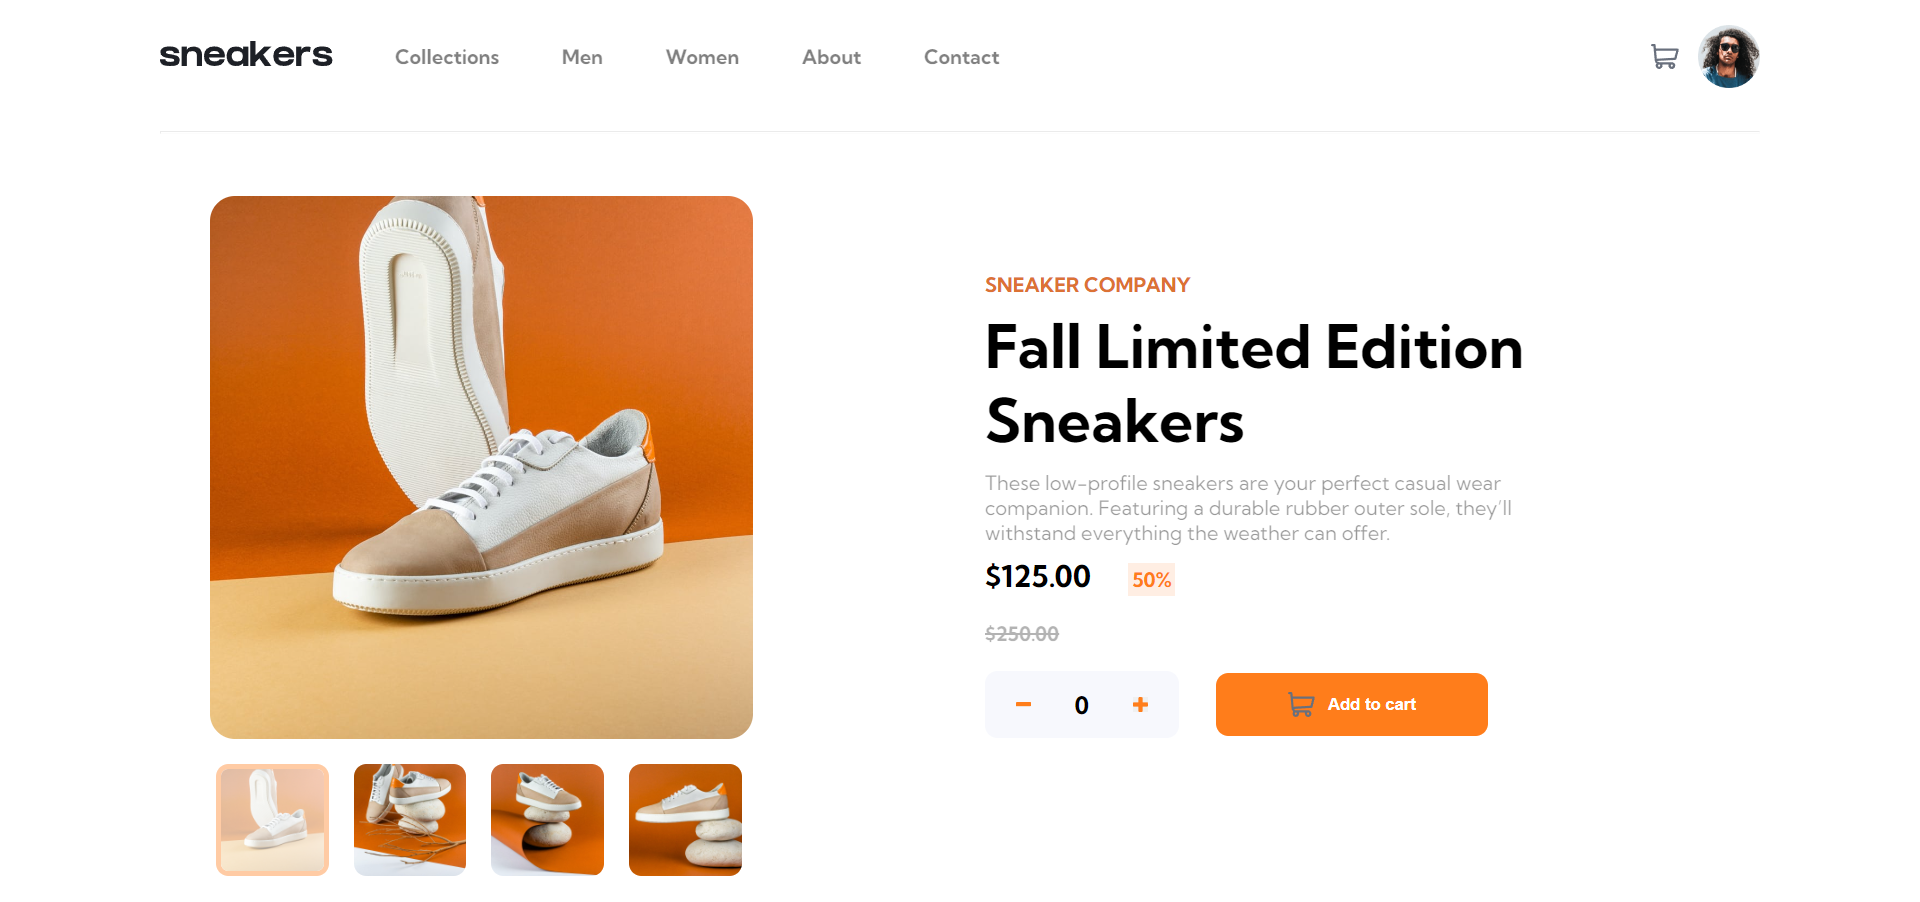 sneakers Collections Men Women About Contact
SNEAKER COMPANY
Fall Limited Edition
Sneakers
These low-profile sneakers are your perfect casual wear
companion. Featuring a durable rubber outer sole, they’ll
withstand everything the weather can offer.
$125.00 50%
$250.00
0 Add to cart